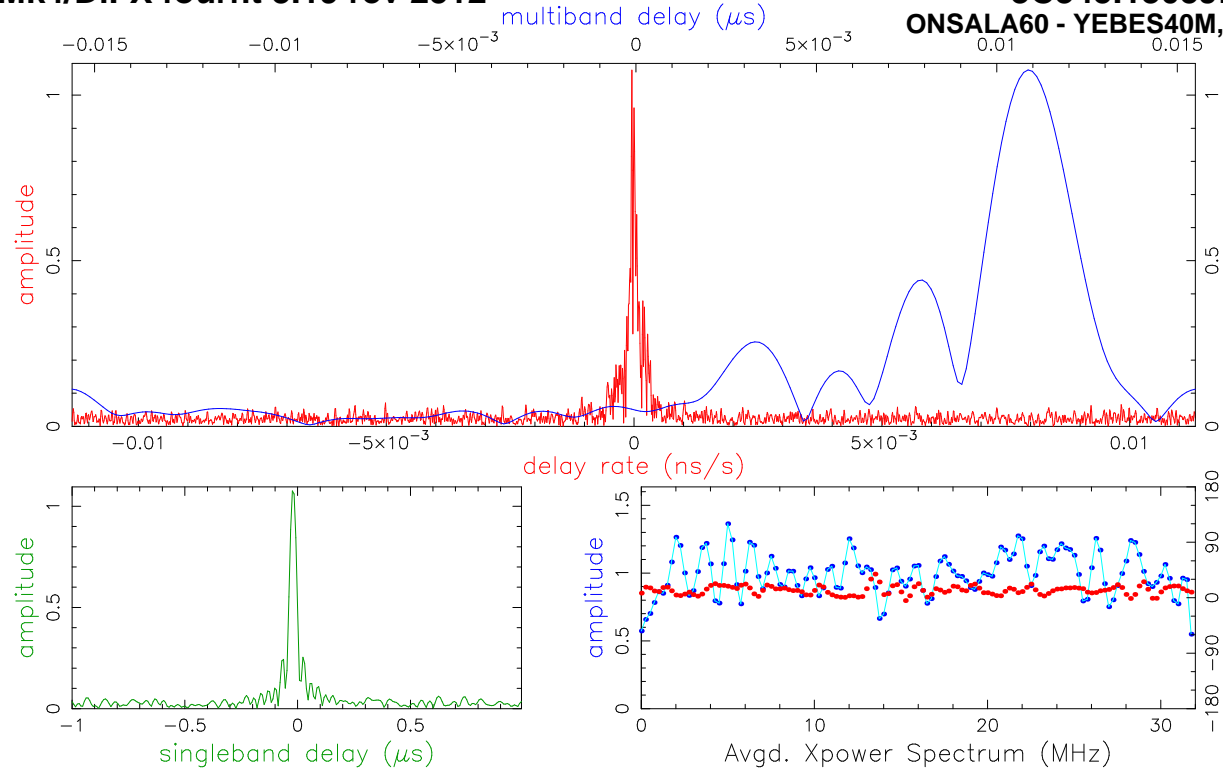 multiband delay (μs)
ONSALA60 - YEBES40M,
−0.015 −0.01 −5×10⁻³ 0 5×10⁻³ 0.01 0.015
amplitude
1 1
0.5 0.5
0 0
−0.01 −5×10⁻³ 0 5×10⁻³ 0.01
delay rate (ns/s)
amplitude
1
0.5
0
−1 −0.5 0 0.5
singleband delay (μs)
amplitude
1.5
1
0.5
0
180
90
0
−90
−180
0 10 20 30
Avgd. Xpower Spectrum (MHz)